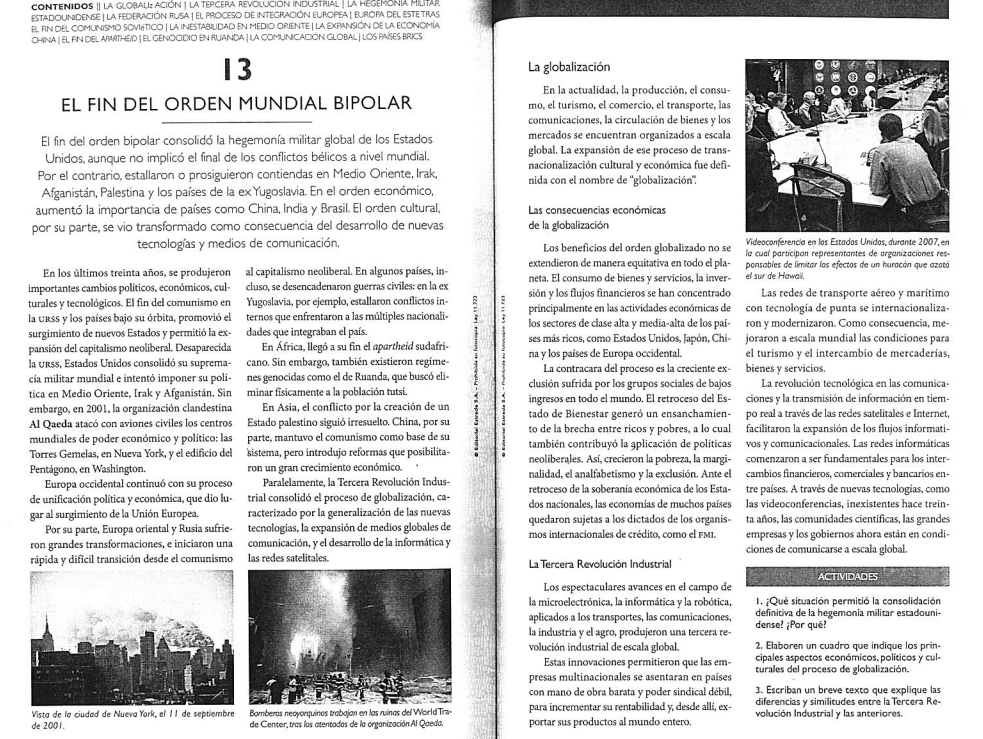 CONTENIDOS || LA GLOBALIZACIÓN | LA TERCERA REVOLUCIÓN INDUSTRIAL | LA HEGEMONÍA MILITAR
ESTADOUNIDENSE | LA FEDERACIÓN RUSA | EL PROCESO DE INTEGRACIÓN EUROPEA | EUROPA DEL ESTE TRAS
EL FIN DEL COMUNISMO SOVIÉTICO | LA INESTABILIDAD EN MEDIO ORIENTE | LA EXPANSIÓN DE LA ECONOMÍA
CHINA | EL FIN DEL APARTHEID | EL GENOCIDIO EN RUANDA | LA COMUNICACIÓN GLOBAL | LOS PAÍSES BRICS
13
EL FIN DEL ORDEN MUNDIAL BIPOLAR
El fin del orden bipolar consolidó la hegemonía militar global de los Estados
Unidos, aunque no implicó el final de los conflictos bélicos a nivel mundial.
Por el contrario, estallaron o prosiguieron contiendas en Medio Oriente, Irak,
Afganistán, Palestina y los países de la ex Yugoslavia. En el orden económico,
aumentó la importancia de países como China, India y Brasil. El orden cultural,
por su parte, se vio transformado como consecuencia del desarrollo de nuevas
tecnologías y medios de comunicación.
En los últimos treinta años, se produjeron
importantes cambios políticos, económicos, cul-
turales y tecnológicos. El fin del comunismo en
la URSS y los países bajo su órbita, promovió el
surgimiento de nuevos Estados y permitió la ex-
pansión del capitalismo neoliberal. Desaparecida
la URSS, Estados Unidos consolidó su suprema-
cía militar mundial e intentó imponer su polí-
tica en Medio Oriente, Irak y Afganistán. Sin
embargo, en 2001, la organización clandestina
Al Qaeda atacó con aviones civiles los centros
mundiales de poder económico y político: las
Torres Gemelas, en Nueva York, y el edificio del
Pentágono, en Washington.
Europa occidental continuó con su proceso
de unificación política y económica, que dio lu-
gar al surgimiento de la Unión Europea.
Por su parte, Europa oriental y Rusia sufrie-
ron grandes transformaciones, e iniciaron una
rápida y difícil transición desde el comunismo
al capitalismo neoliberal. En algunos países, in-
cluso, se desencadenaron guerras civiles: en la ex
Yugoslavia, por ejemplo, estallaron conflictos in-
ternos que enfrentaron a las múltiples nacionali-
dades que integraban el país.
En África, llegó a su fin el apartheid sudafri-
cano. Sin embargo, también existieron regíme-
nes genocidas como el de Ruanda, que buscó eli-
minar físicamente a la población tutsi.
En Asia, el conflicto por la creación de un
Estado palestino siguió irresuelto. China, por su
parte, mantuvo el comunismo como base de su
sistema, pero introdujo reformas que posibilita-
ron un gran crecimiento económico.
Paralelamente, la Tercera Revolución Indus-
trial consolidó el proceso de globalización, ca-
racterizado por la generalización de las nuevas
tecnologías, la expansión de medios globales de
comunicación, y el desarrollo de la informática y
las redes satelitales.
Vista de la ciudad de Nueva York, el 11 de septiembre
de 2001.
Bomberos neoyorquinos trabajan en las ruinas del World Tra-
de Center, tras los atentados de la organización Al Qaeda.
© Editorial Estrada S.A. – Prohibida su fotocopia. Ley 11.723
© Editorial Estrada S.A. – Prohibida su fotocopia. Ley 11.723
La globalización
En la actualidad, la producción, el consu-
mo, el turismo, el comercio, el transporte, las
comunicaciones, la circulación de bienes y los
mercados se encuentran organizados a escala
global. La expansión de ese proceso de trans-
nacionalización cultural y económica fue defi-
nida con el nombre de "globalización".
Las consecuencias económicas
de la globalización
Los beneficios del orden globalizado no se
extendieron de manera equitativa en todo el pla-
neta. El consumo de bienes y servicios, la inver-
sión y los flujos financieros se han concentrado
principalmente en las actividades económicas de
los sectores de clase alta y media-alta de los paí-
ses más ricos, como Estados Unidos, Japón, Chi-
na y los países de Europa occidental.
La contracara del proceso es la creciente ex-
clusión sufrida por los grupos sociales de bajos
ingresos en todo el mundo. El retroceso del Es-
tado de Bienestar generó un ensanchamien-
to de la brecha entre ricos y pobres, a lo cual
también contribuyó la aplicación de políticas
neoliberales. Así, crecieron la pobreza, la margi-
nalidad, el analfabetismo y la exclusión. Ante el
retroceso de la soberanía económica de los Esta-
dos nacionales, las economías de muchos países
quedaron sujetas a los dictados de los organis-
mos internacionales de crédito, como el FMI.
La Tercera Revolución Industrial
Los espectaculares avances en el campo de
la microelectrónica, la informática y la robótica,
aplicados a los transportes, las comunicaciones,
la industria y el agro, produjeron una tercera re-
volución industrial de escala global.
Estas innovaciones permitieron que las em-
presas multinacionales se asentaran en países
con mano de obra barata y poder sindical débil,
para incrementar su rentabilidad y, desde allí, ex-
portar sus productos al mundo entero.
Videoconferencia en los Estados Unidos, durante 2007, en
la cual participan representantes de organizaciones res-
ponsables de limitar los efectos de un huracán que azotó
el sur de Hawaii.
Las redes de transporte aéreo y marítimo
con tecnología de punta se internacionaliza-
ron y modernizaron. Como consecuencia, me-
joraron a escala mundial las condiciones para
el turismo y el intercambio de mercaderías,
bienes y servicios.
La revolución tecnológica en las comunica-
ciones y la transmisión de información en tiem-
po real a través de las redes satelitales e Internet,
facilitaron la expansión de los flujos informati-
vos y comunicacionales. Las redes informáticas
comenzaron a ser fundamentales para los inter-
cambios financieros, comerciales y bancarios en-
tre países. A través de nuevas tecnologías, como
las videoconferencias, inexistentes hace trein-
ta años, las comunidades científicas, las grandes
empresas y los gobiernos ahora están en condi-
ciones de comunicarse a escala global.
ACTIVIDADES
1. ¿Qué situación permitió la consolidación
definitiva de la hegemonía militar estadouni-
dense? ¿Por qué?
2. Elaboren un cuadro que indique los prin-
cipales aspectos económicos, políticos y cul-
turales del proceso de globalización.
3. Escriban un breve texto que explique las
diferencias y similitudes entre la Tercera Re-
volución Industrial y las anteriores.